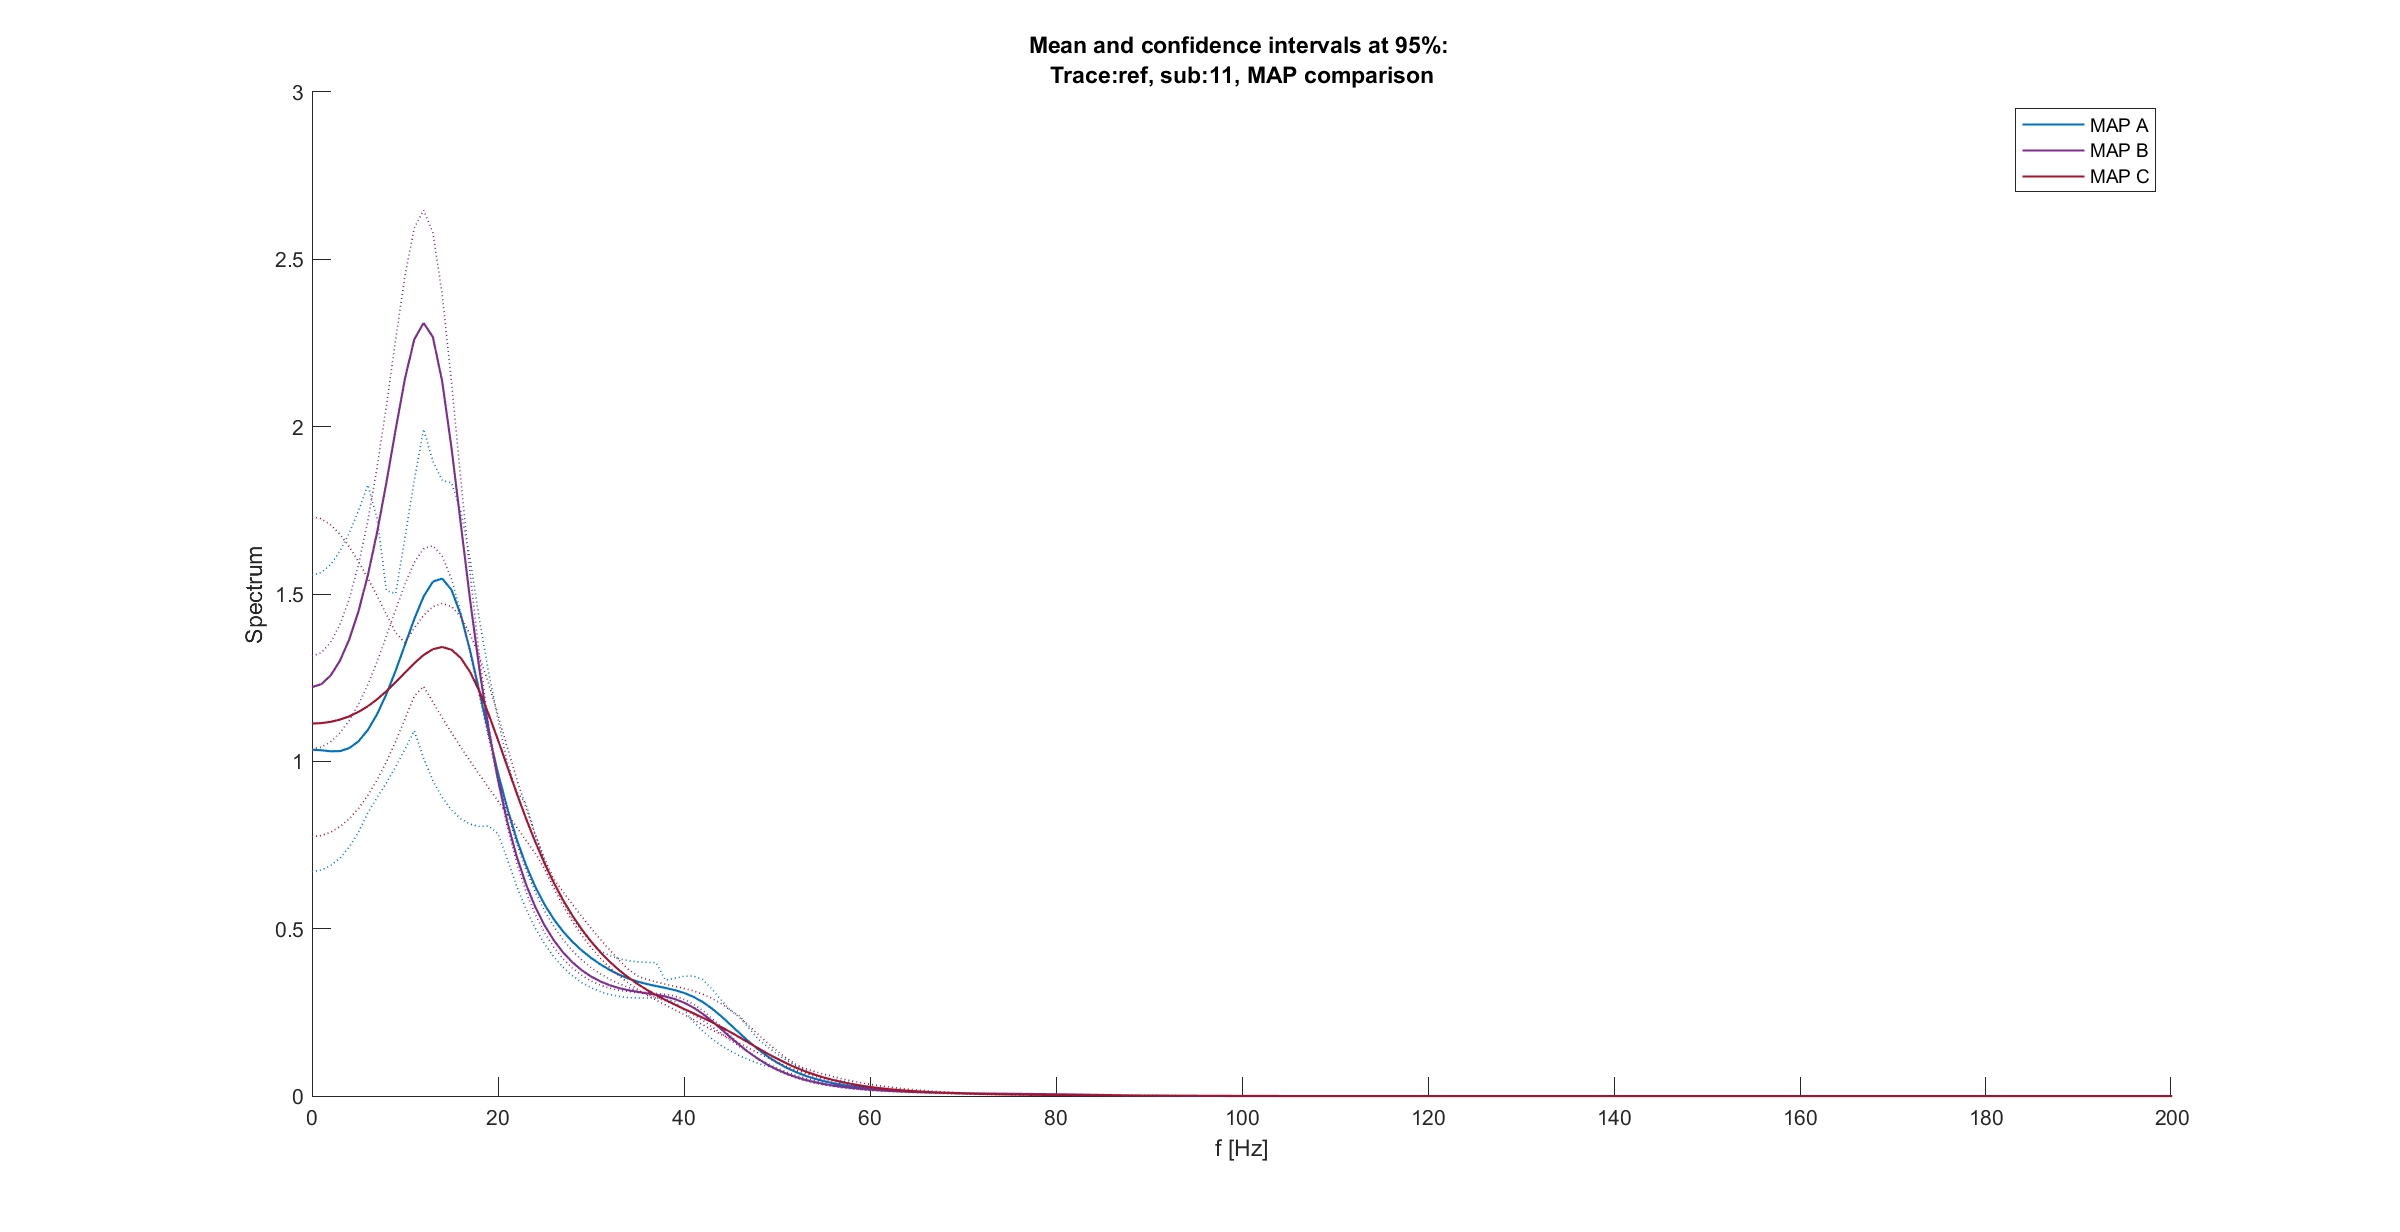 Mean and confidence intervals at 95%:
Trace:ref, sub:11, MAP comparison
3
2.5
2
1.5
1
0.5
0
Spectrum
MAP A
MAP B
MAP C
0 20 40 60 80 100 120 140 160 180 200
f [Hz]